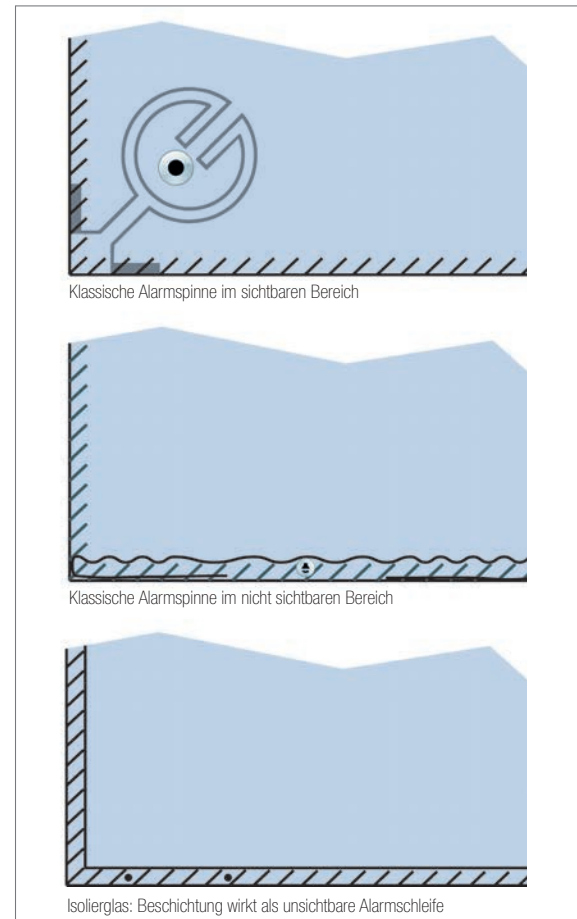 Klassische Alarmspinne im sichtbaren Bereich
Klassische Alarmspinne im nicht sichtbaren Bereich
Isolierglas: Beschichtung wirkt als unsichtbare Alarmschleife